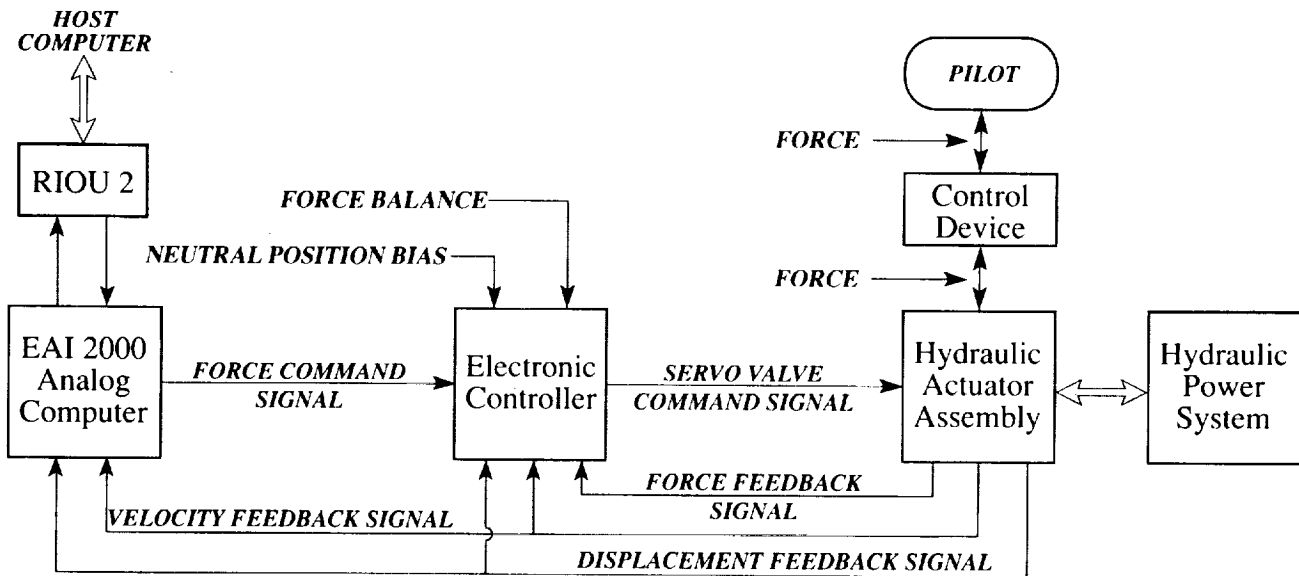 HOST
COMPUTER
PILOT
FORCE
RIOU 2
Control
Device
FORCE BALANCE
NEUTRAL POSITION BIAS
FORCE
EAI 2000
Analog
Computer
FORCE COMMAND
SIGNAL
Electronic
Controller
SERVO VALVE
COMMAND SIGNAL
Hydraulic
Actuator
Assembly
Hydraulic
Power
System
FORCE FEEDBACK
SIGNAL
VELOCITY FEEDBACK SIGNAL
DISPLACEMENT FEEDBACK SIGNAL